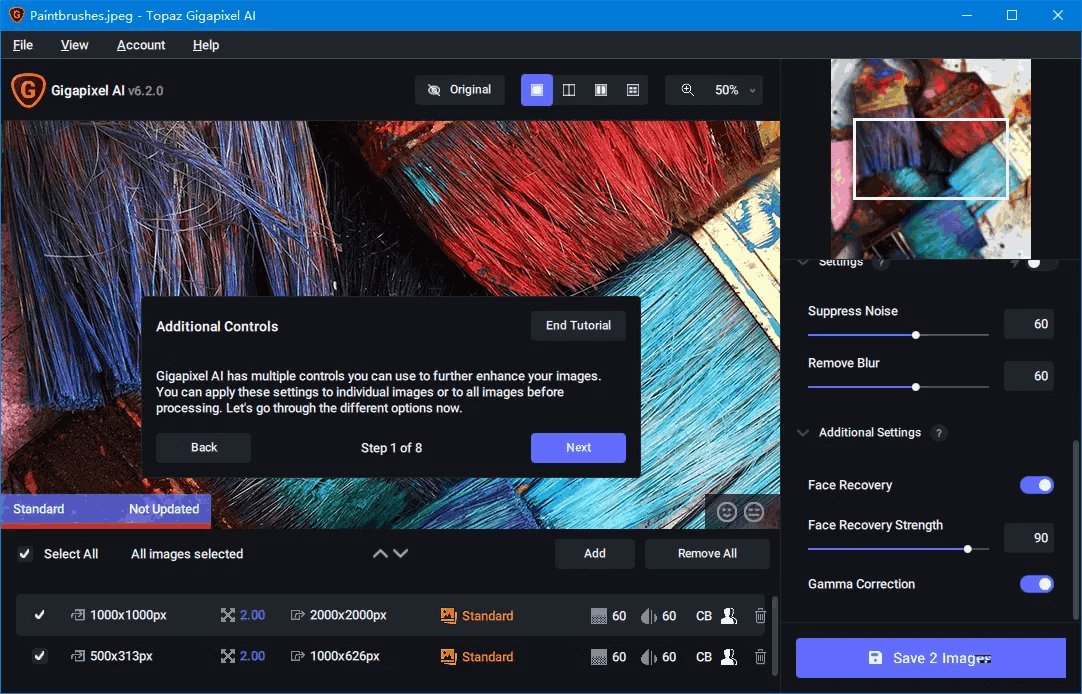 Paintbrushes.jpeg - Topaz Gigapixel AI
File View Account Help
Gigapixel AI v6.2.0
Original
50%
Settings ?
Suppress Noise
60
Remove Blur
60
Additional Settings ?
Face Recovery
Face Recovery Strength
90
Gamma Correction
Save 2 Images
Additional Controls
End Tutorial
Gigapixel AI has multiple controls you can use to further enhance your images.
You can apply these settings to individual images or to all images before
processing. Let's go through the different options now.
Back Step 1 of 8 Next
Standard Not Updated
Select All All images selected Add Remove All
1000x1000px 2.00 2000x2000px Standard 60 60 CB
500x313px 2.00 1000x626px Standard 60 60 CB